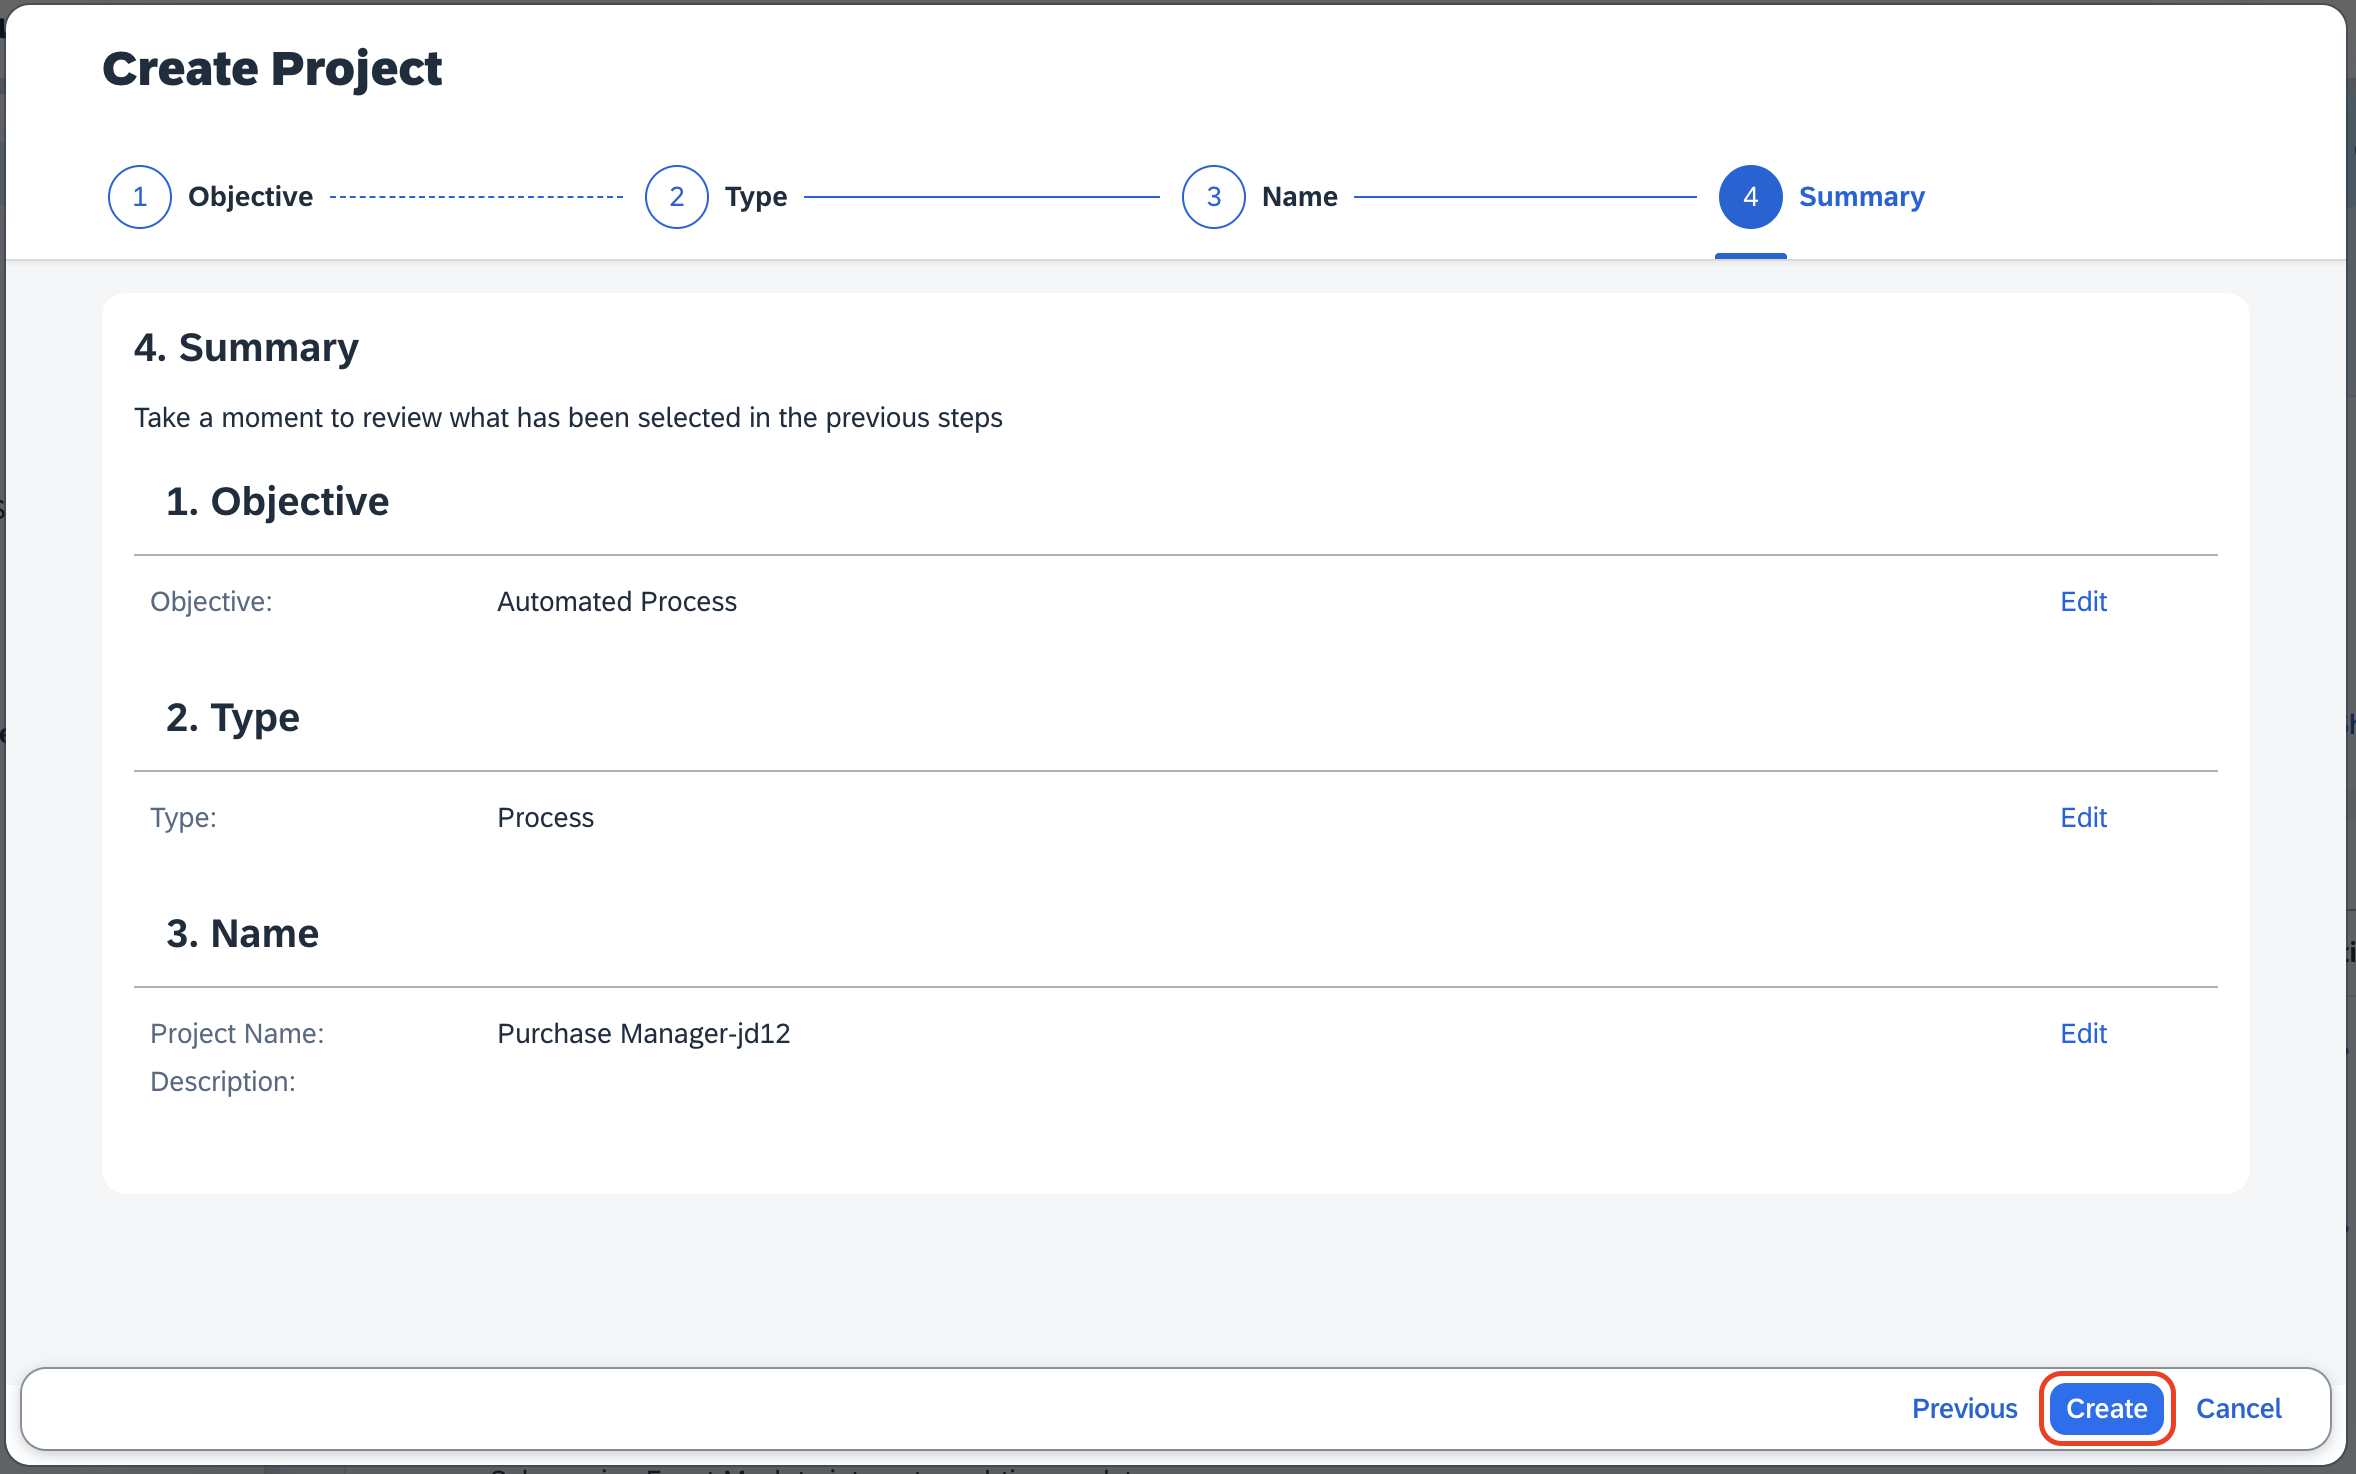 Create Project
1 Objective 2 Type 3 Name 4 Summary
4. Summary
Take a moment to review what has been selected in the previous steps
1. Objective
Objective: Automated Process Edit
2. Type
Type: Process Edit
3. Name
Project Name: Purchase Manager-jd12 Edit
Description:
Previous Create Cancel